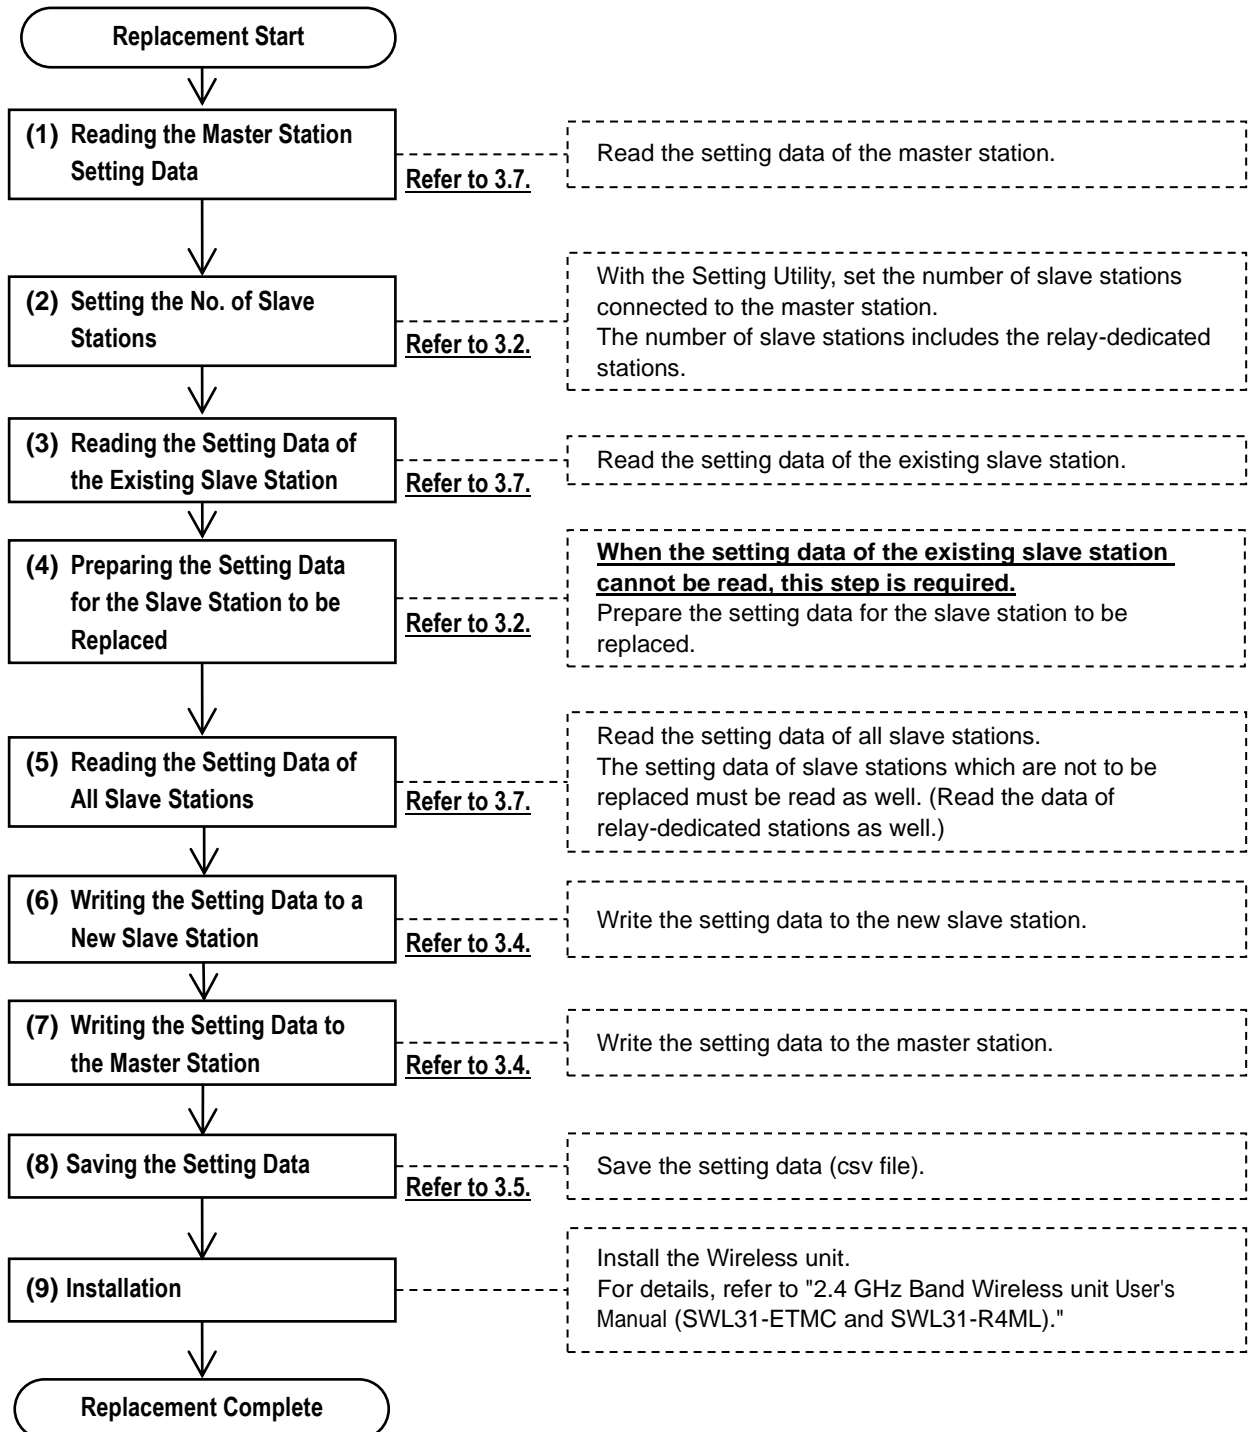 Replacement Start
(1) Reading the Master Station
Setting Data
Refer to 3.7.
Read the setting data of the master station.
(2) Setting the No. of Slave
Stations
Refer to 3.2.
With the Setting Utility, set the number of slave stations
connected to the master station.
The number of slave stations includes the relay-dedicated
stations.
(3) Reading the Setting Data of
the Existing Slave Station
Refer to 3.7.
Read the setting data of the existing slave station.
(4) Preparing the Setting Data
for the Slave Station to be
Replaced
Refer to 3.2.
When the setting data of the existing slave station
cannot be read, this step is required.
Prepare the setting data for the slave station to be
replaced.
(5) Reading the Setting Data of
All Slave Stations
Refer to 3.7.
Read the setting data of all slave stations.
The setting data of slave stations which are not to be
replaced must be read as well. (Read the data of
relay-dedicated stations as well.)
(6) Writing the Setting Data to a
New Slave Station
Refer to 3.4.
Write the setting data to the new slave station.
(7) Writing the Setting Data to
the Master Station
Refer to 3.4.
Write the setting data to the master station.
(8) Saving the Setting Data
Refer to 3.5.
Save the setting data (csv file).
(9) Installation
Install the Wireless unit.
For details, refer to "2.4 GHz Band Wireless unit User's
Manual (SWL31-ETMC and SWL31-R4ML)."
Replacement Complete